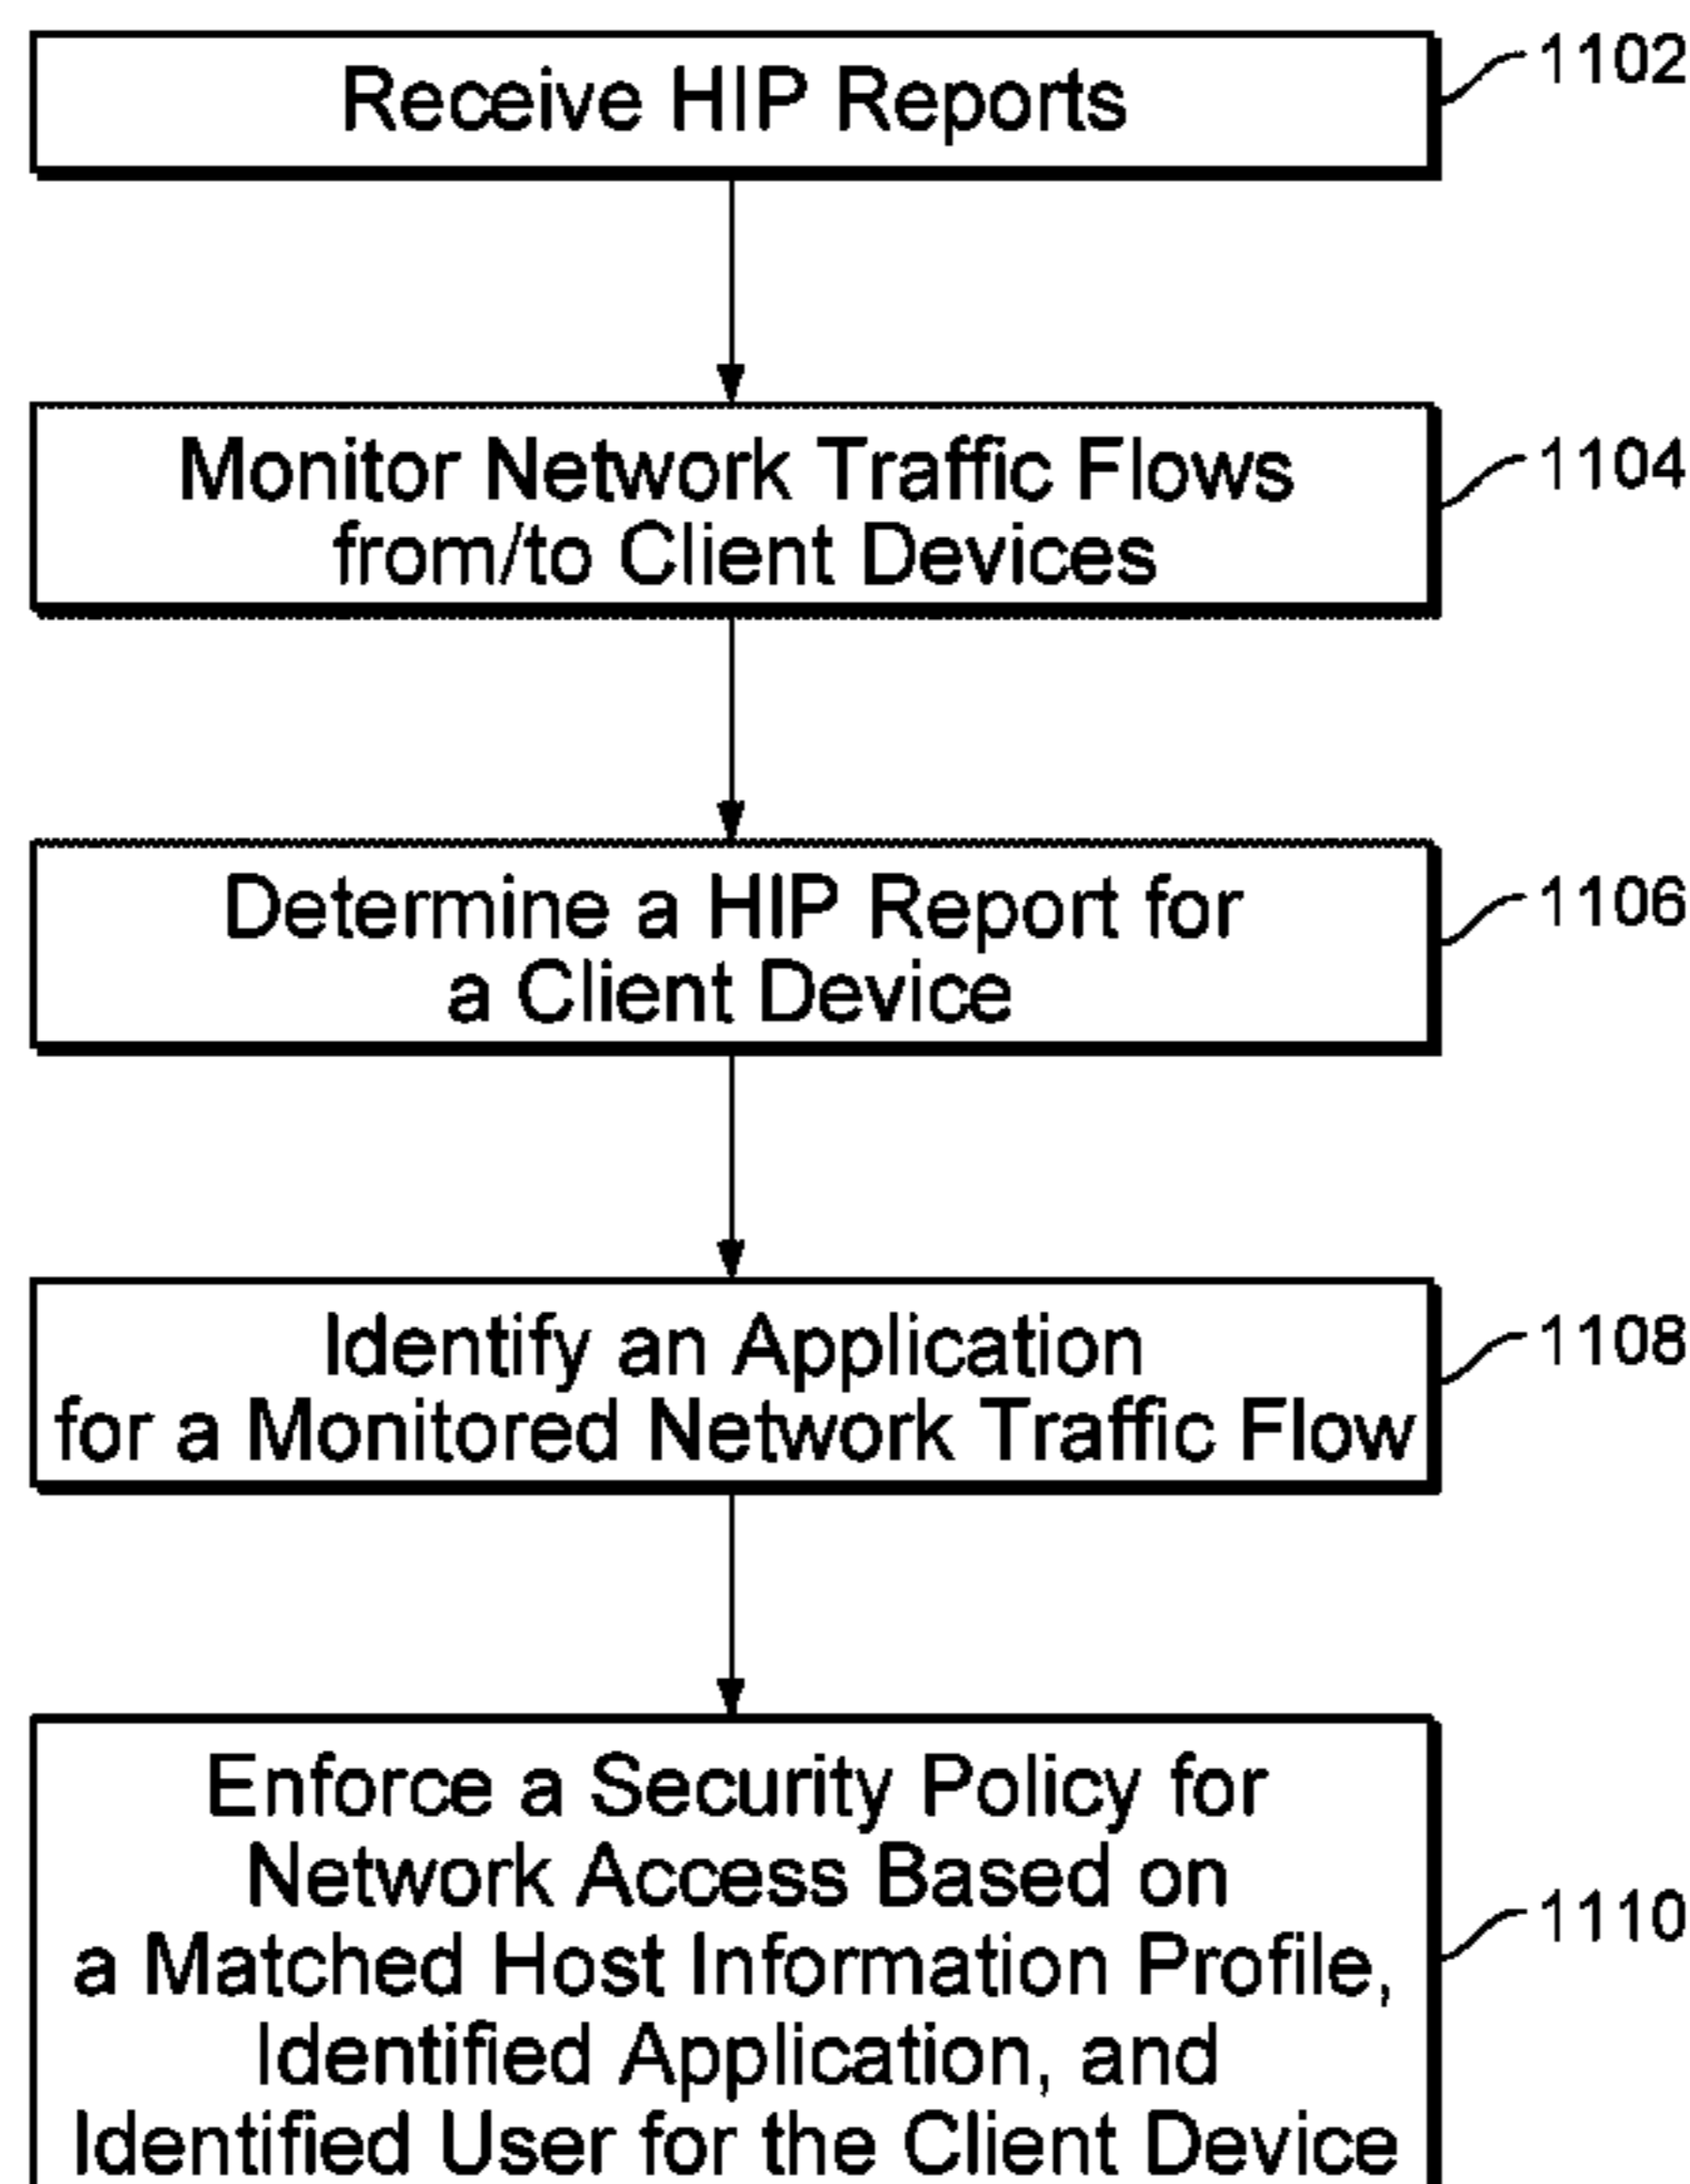 Receive HIP Reports
1102
Monitor Network Traffic Flows
from/to Client Devices
1104
Determine a HIP Report for
a Client Device
1106
Identify an Application
for a Monitored Network Traffic Flow
1108
Enforce a Security Policy for
Network Access Based on
a Matched Host Information Profile,
Identified Application, and
Identified User for the Client Device
1110